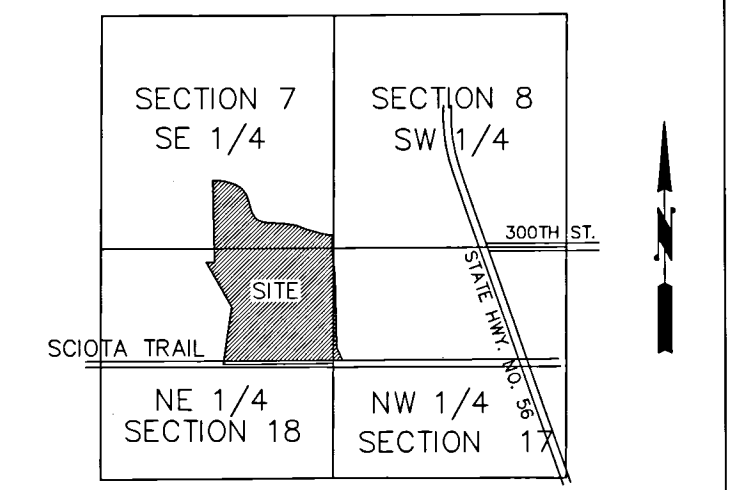 SECTION 7
SE 1/4
SECTION 8
SW 1/4
N
300TH ST.
SITE
STATE HWY. NO. 56
SCIOTA TRAIL
NE 1/4
SECTION 18
NW 1/4
SECTION 17